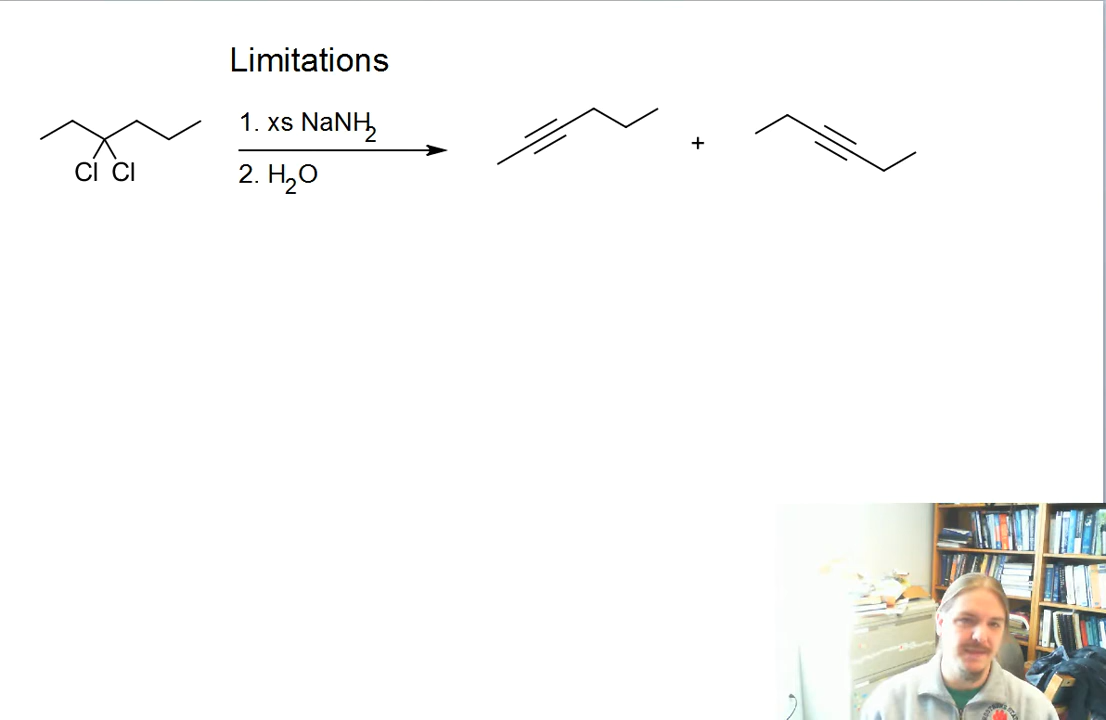 Limitations
1. xs NaNH2
2. H2O
+
Cl Cl